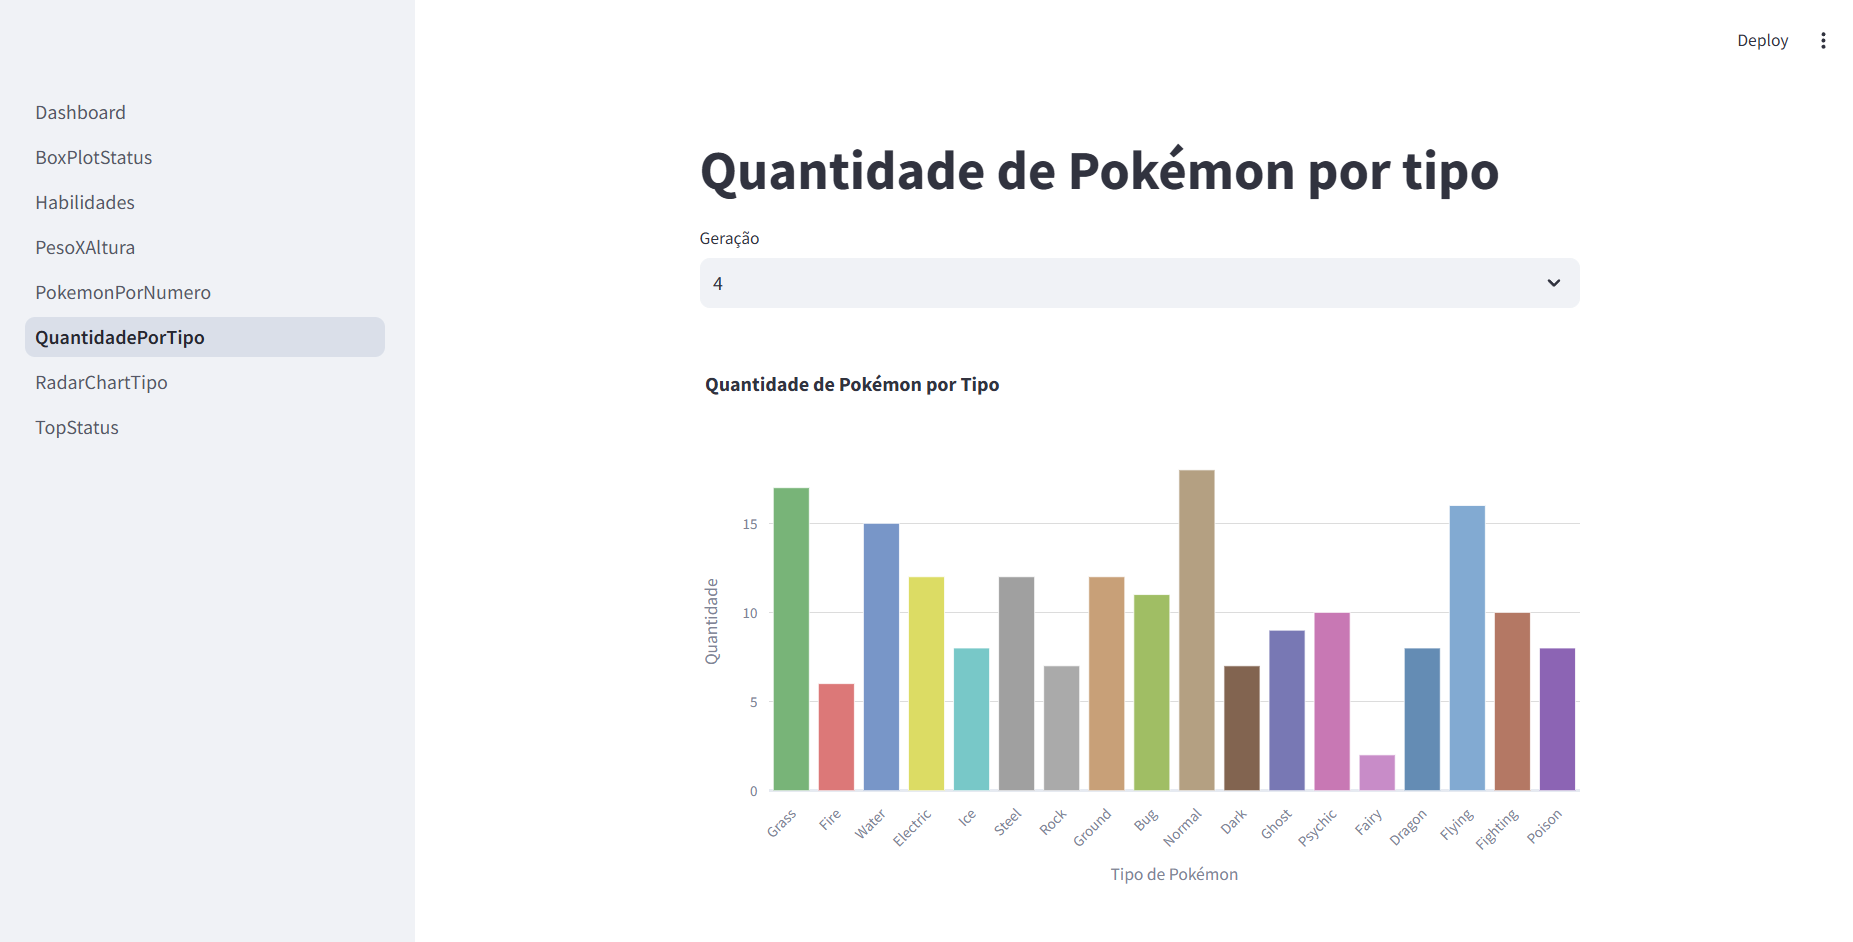 Deploy
Dashboard
BoxPlotStatus
Habilidades
PesoXAltura
PokemonPorNumero
QuantidadePorTipo
RadarChartTipo
TopStatus
Quantidade de Pokémon por tipo
Geração
4
Quantidade de Pokémon por Tipo
Quantidade
15
10
5
0
Grass
Fire
Water
Electric
Ice
Steel
Rock
Ground
Bug
Normal
Dark
Ghost
Psychic
Fairy
Dragon
Flying
Fighting
Poison
Tipo de Pokémon